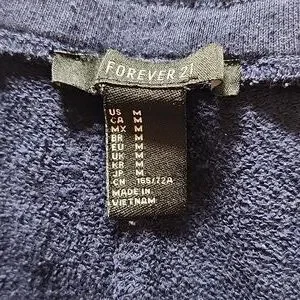 FOREVER 21
US M
CA M
MX M
BR M
EU M
UK M
KR M
JP M
CN 165/72A
MADE IN
VIETNAM